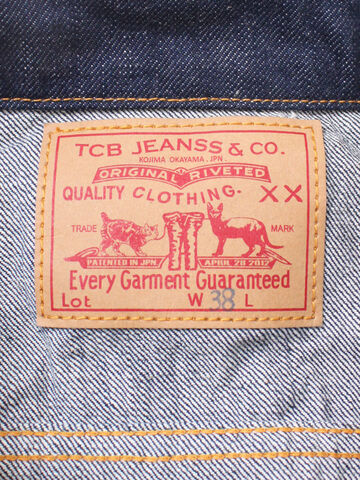 TCB JEANSS & CO.
KOJIMA OKAYAMA . JPN .
ORIGINAL RIVETED
QUALITY CLOTHING. XX
TRADE MARK
PATENTED IN JPN. APRIL 28 2012
Every Garment Guaranteed
Lot W 38 L